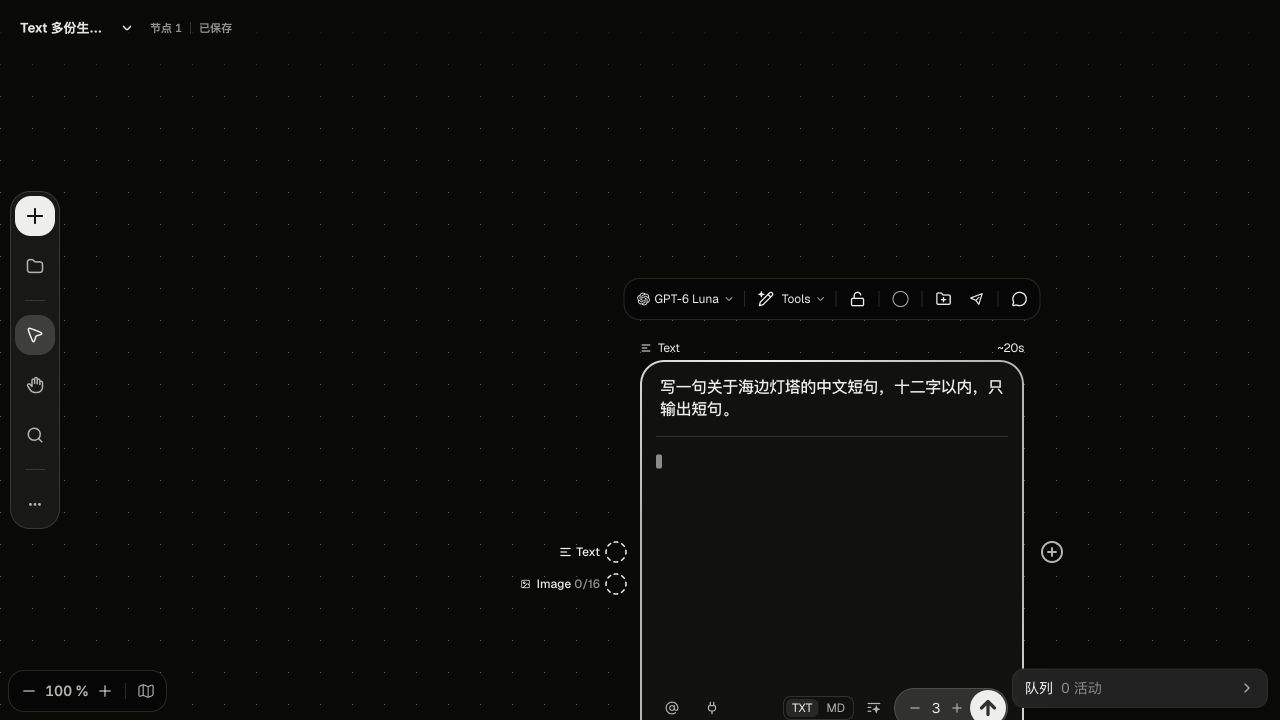 Text 多份生...
节点 1
已保存
GPT-6 Luna
Tools
Text
~20s
写一句关于海边灯塔的中文短句，十二字以内，只
输出短句。
Text
Image 0/16
100 %
TXT
MD
3
队列 0 活动